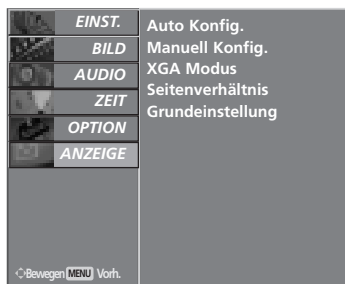 EINST.
BILD
AUDIO
ZEIT
OPTION
ANZEIGE
Auto Konfig.
Manuell Konfig.
XGA Modus
Seitenverhältnis
Grundeinstellung
Bewegen MENU Vorh.